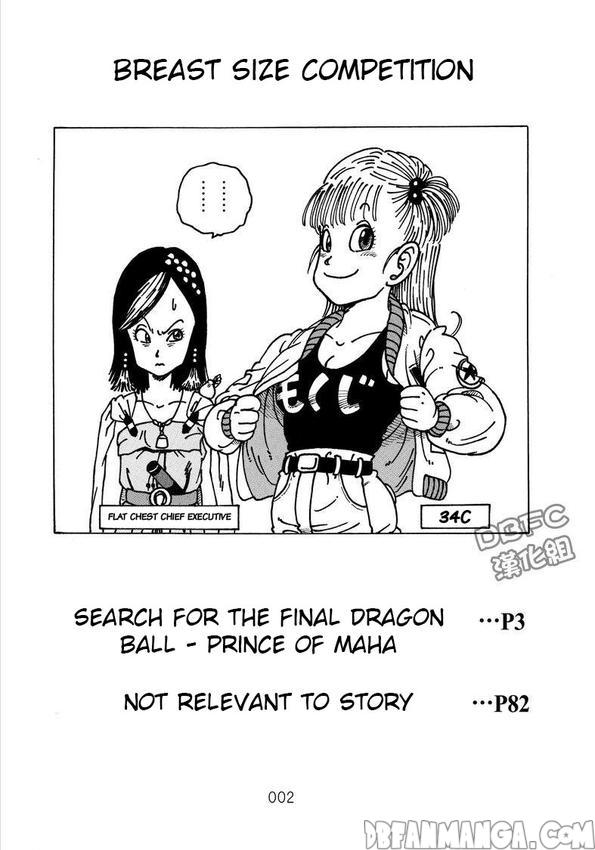 BREAST SIZE COMPETITION
もくじ
FLAT CHEST CHIEF EXECUTIVE
34C
DBFC
漢化組
SEARCH FOR THE FINAL DRAGON ...P3
BALL - PRINCE OF MAHA
NOT RELEVANT TO STORY ...P82
002
DBFANMANGA.COM